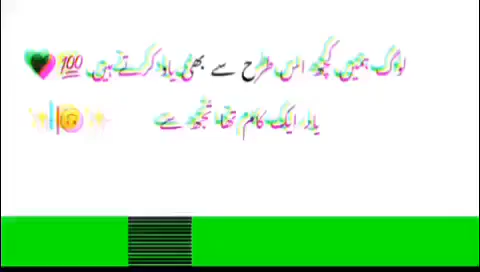 لوگ ہمیں کچھ اس طرح سے بھی یاد کرتے ہیں 💯🖤
یار ایک کام تھا تجھ سے 🙃